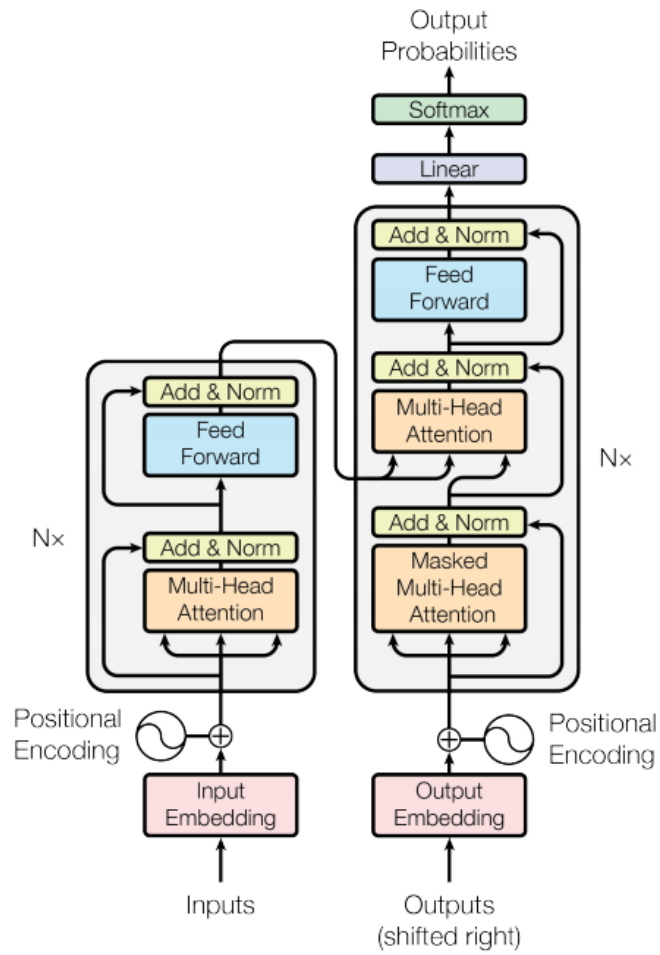 Output
Probabilities
Softmax
Linear
Add & Norm
Feed
Forward
Add & Norm
Multi-Head
Attention
Nx
Add & Norm
Masked
Multi-Head
Attention
Add & Norm
Feed
Forward
N×
Add & Norm
Multi-Head
Attention
Positional
Encoding
Positional
Encoding
Input
Embedding
Output
Embedding
Inputs
Outputs
(shifted right)